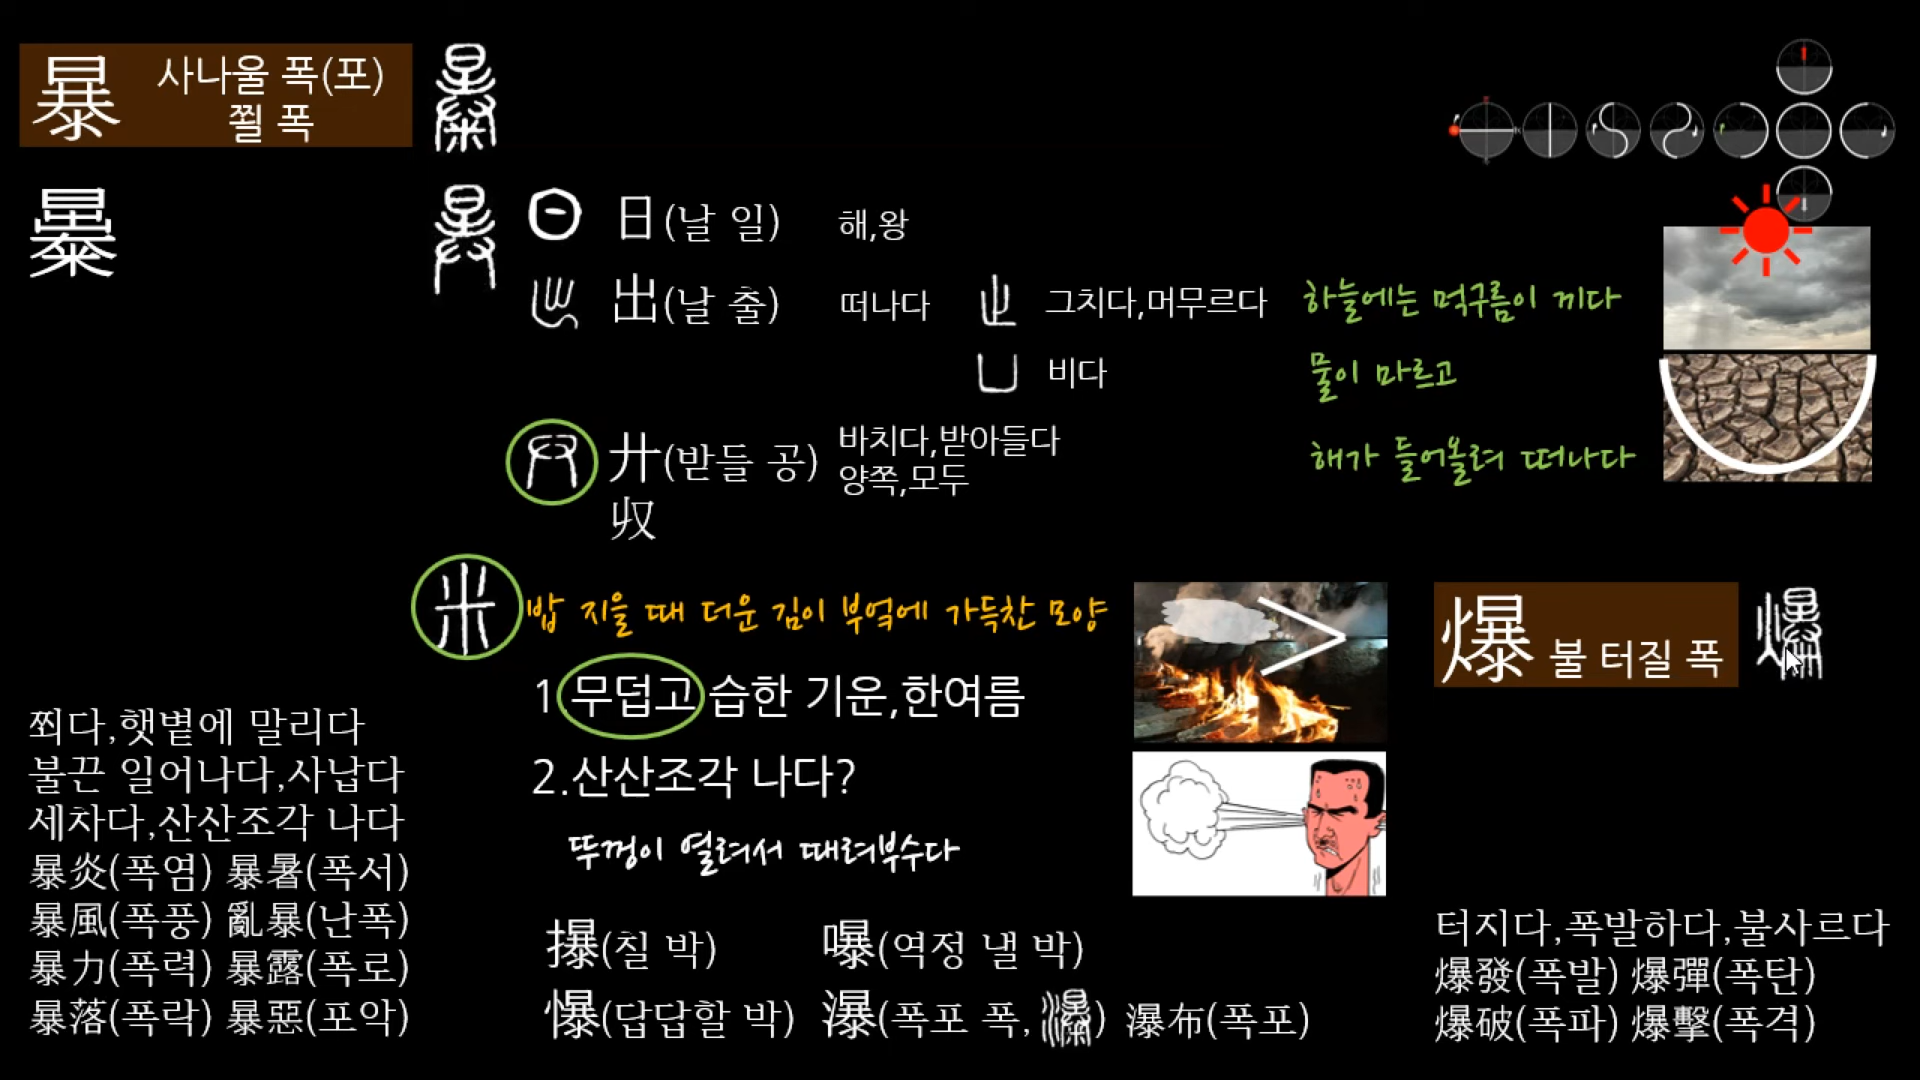 暴 사나울 폭(포)
쬘 폭
日(날 일) 해,왕
出(날 출) 떠나다 止 그치다,머무르다 하늘에는 먹구름이 끼다
凵 비다 물이 마르고
廾(받들 공) 바치다,받아들다
양쪽,모두
해가 들어올려 떠나다
収
米 밥 지을 때 더운 김이 부엌에 가득찬 모양
1 무덥고 습한 기운,한여름
2.산산조각 나다?
뚜껑이 열려서 때려부수다
㩧(칠 박) 嚗(역정 낼 박)
懪(답답할 박) 瀑(폭포 폭, ) 瀑布(폭포)
쬐다,햇볕에 말리다
불끈 일어나다,사납다
세차다,산산조각 나다
暴炎(폭염) 暴暑(폭서)
暴風(폭풍) 亂暴(난폭)
暴力(폭력) 暴露(폭로)
暴落(폭락) 暴惡(포악)
爆 불 터질 폭
터지다,폭발하다,불사르다
爆發(폭발) 爆彈(폭탄)
爆破(폭파) 爆擊(폭격)